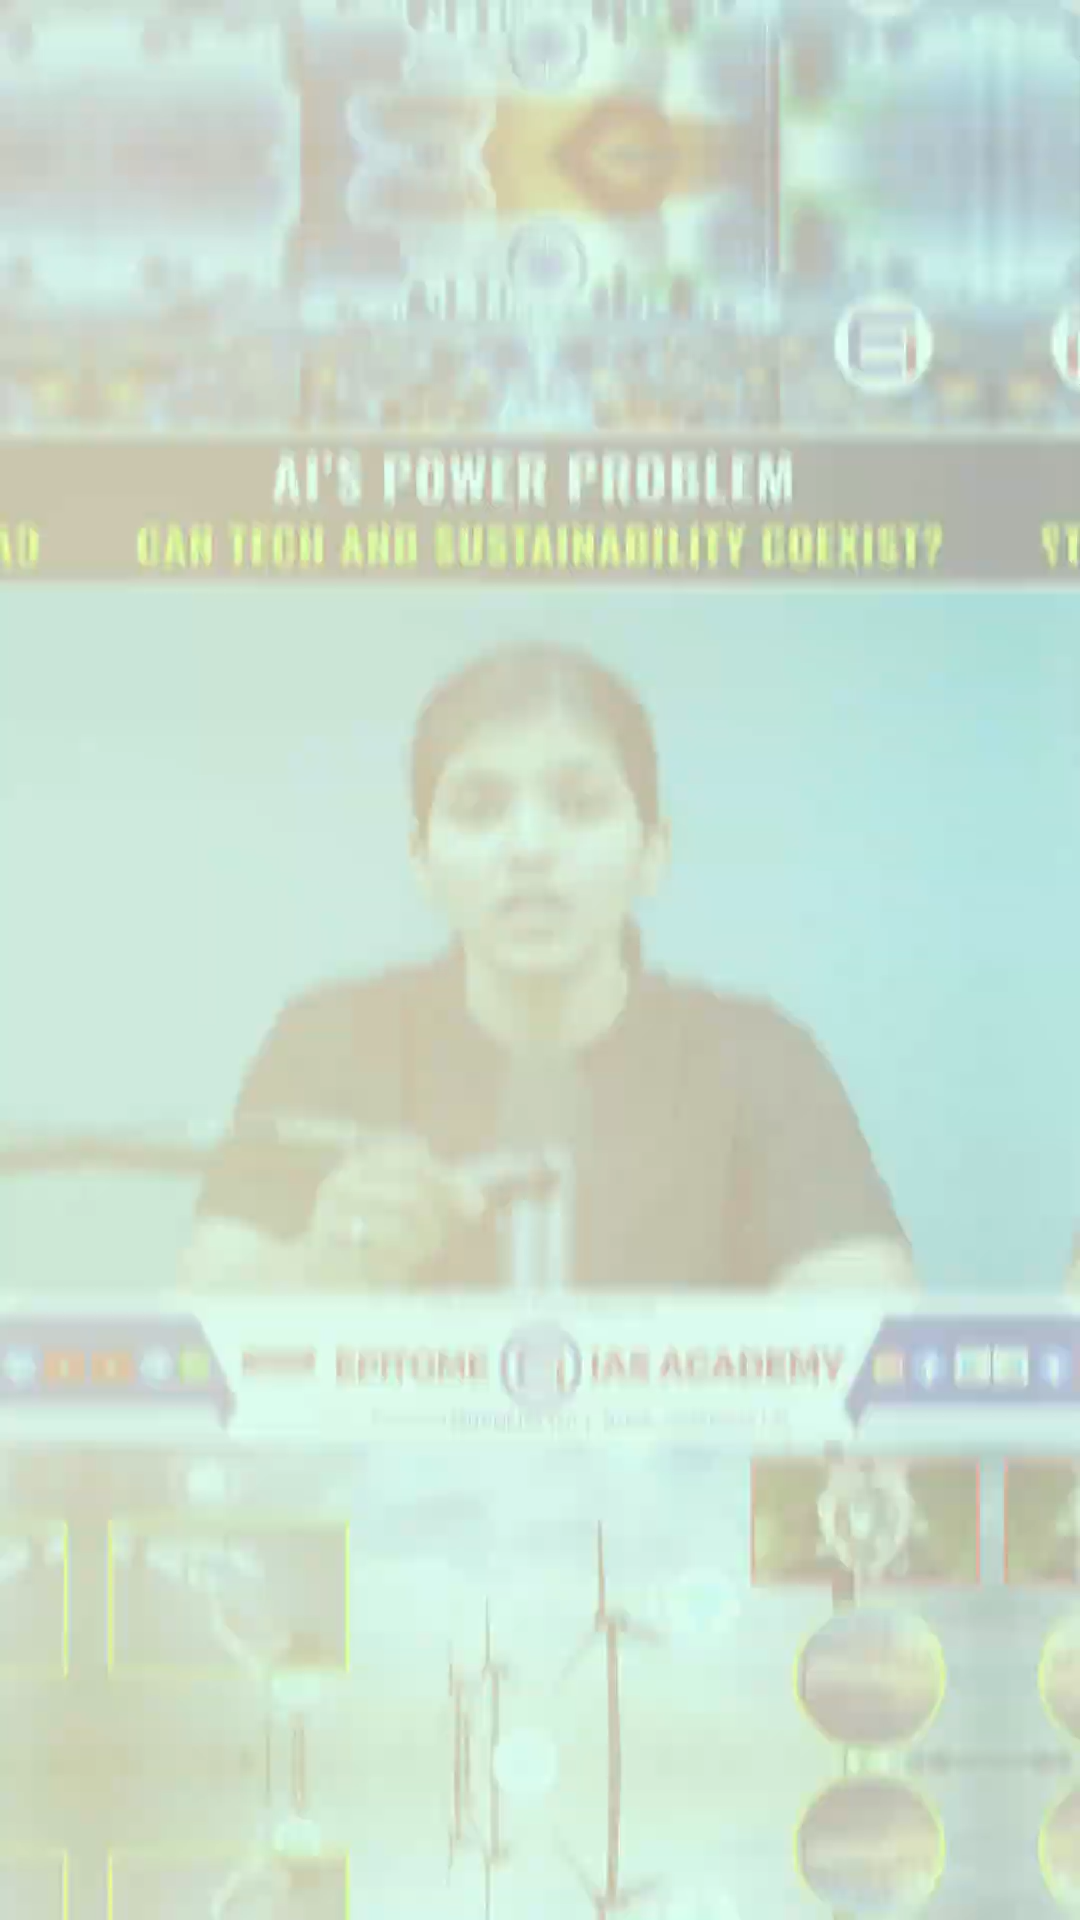 AI'S POWER PROBLEM
CAN TECH AND SUSTAINABILITY COEXIST?
EPITOME IAS ACADEMY